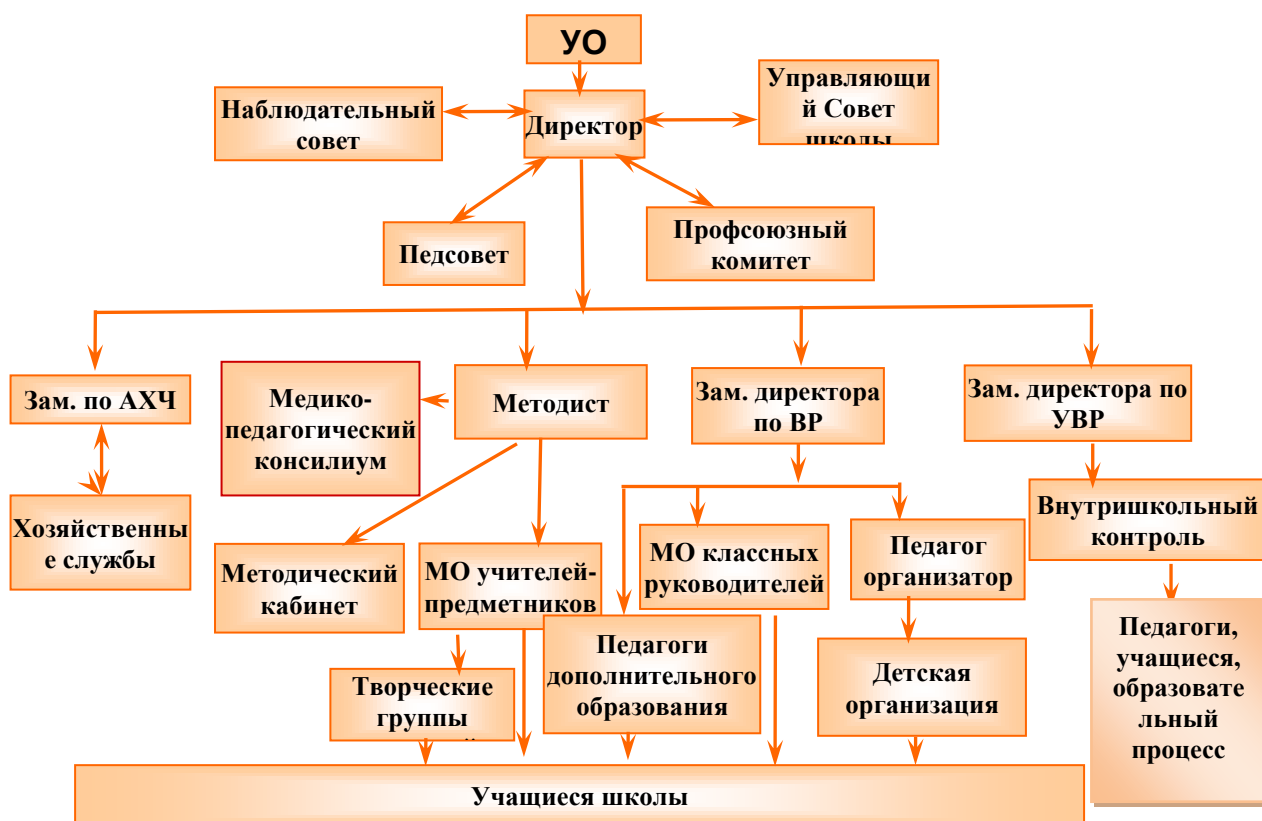 УО
Наблюдательный
совет
Директор
Управляющи
й Совет
школы
Педсовет
Профсоюзный
комитет
Зам. по АХЧ
Медико-
педагогический
консилиум
Методист
Зам. директора
по ВР
Зам. директора по
УВР
Хозяйственны
е службы
Методический
кабинет
МО учителей-
предметников
МО классных
руководителей
Педагог
организатор
Внутришкольный
контроль
Творческие
группы
Педагоги
дополнительного
образования
Детская
организация
Педагоги,
учащиеся,
образовате
льный
процесс
Учащиеся школы